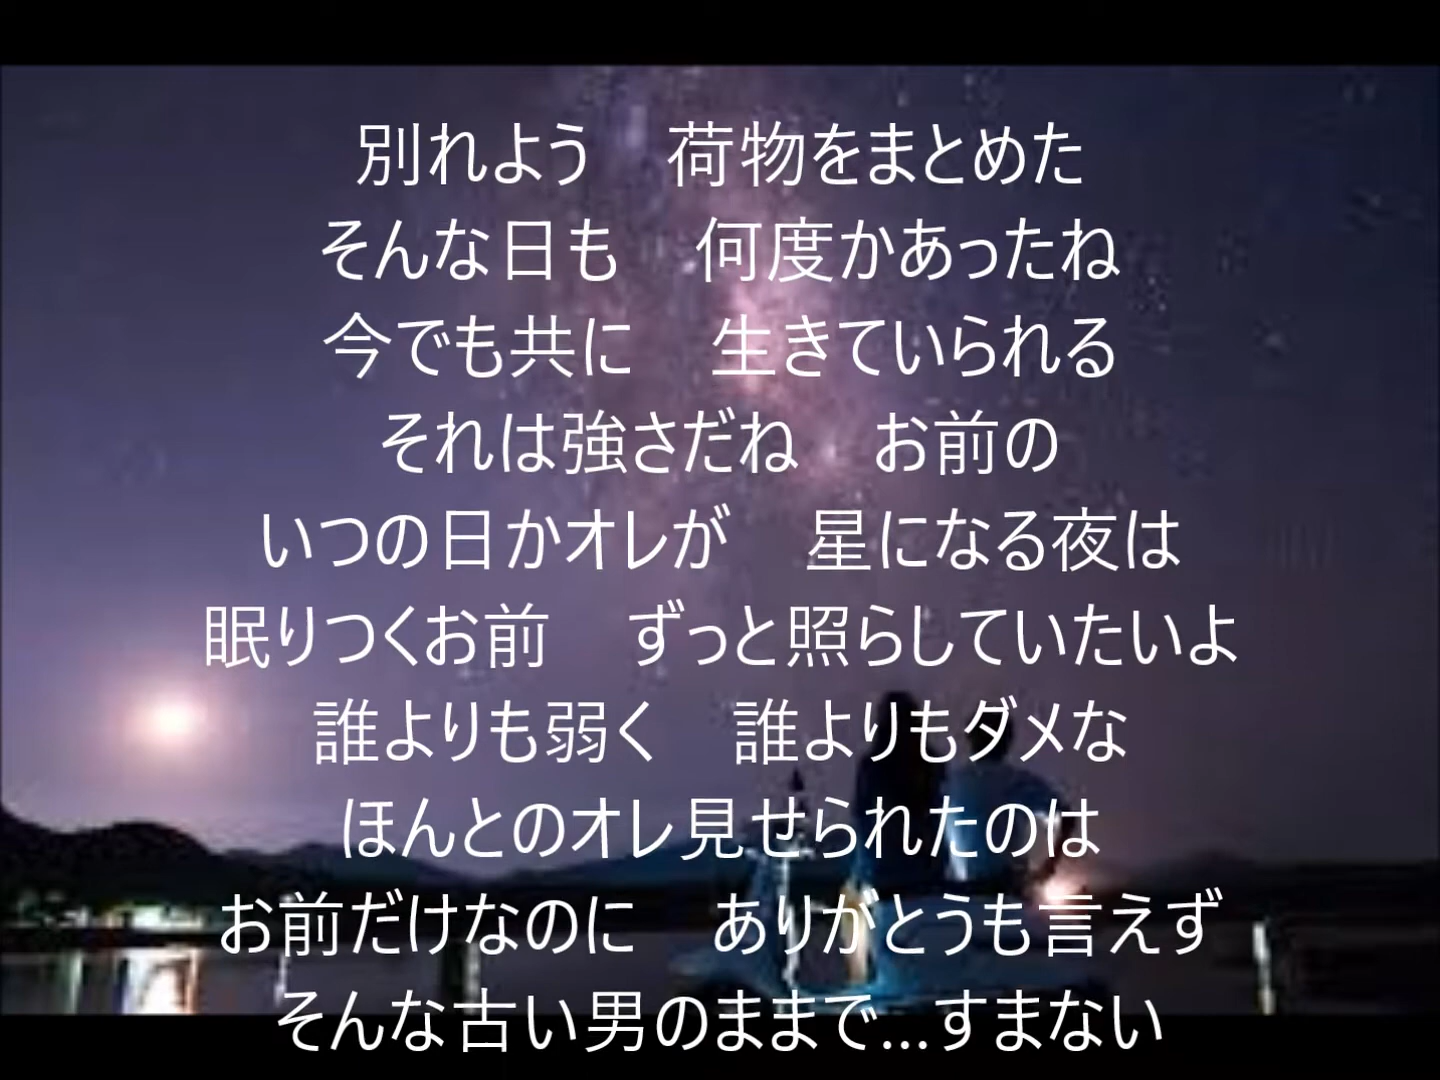 別れよう　荷物をまとめた
そんな日も　何度かあったね
今でも共に　生きていられる
それは強さだね　お前の
いつの日かオレが　星になる夜は
眠りつくお前　ずっと照らしていたいよ
誰よりも弱く　誰よりもダメな
ほんとのオレ見せられたのは
お前だけなのに　ありがとうも言えず
そんな古い男のままで...すまない